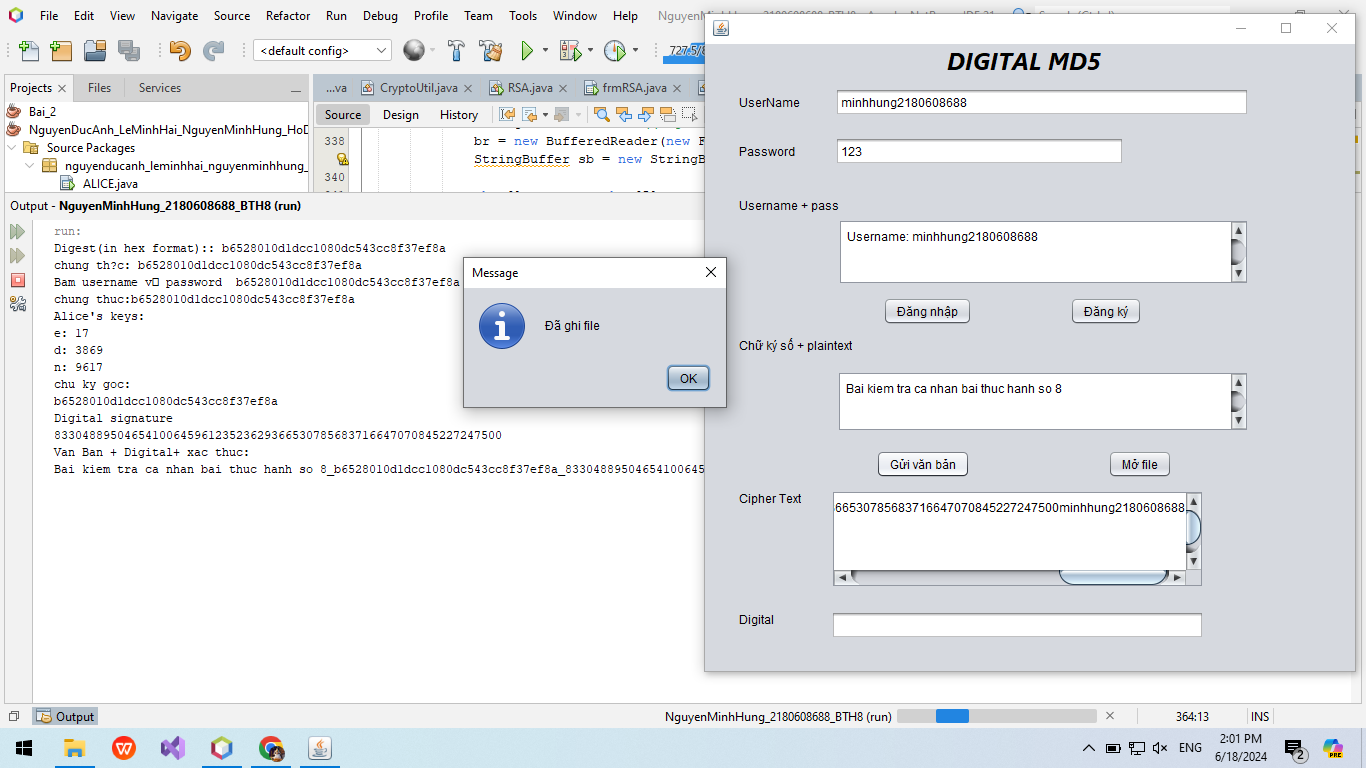 File Edit View Navigate Source Refactor Run Debug Profile Team Tools Window Help
<default config>
Projects Files Services
...va CryptoUtil.java RSA.java frmRSA.java
Source Design History
Bai_2
NguyenDucAnh_LeMinhHai_NguyenMinhHung_HoD
Source Packages
nguyenducanh_leminhhai_nguyenminhhung_
ALICE.java
338
340
br = new BufferedReader(new F
StringBuffer sb = new StringB
Output - NguyenMinhHung_2180608688_BTH8 (run)
run:
Digest(in hex format):: b6528010d1dcc1080dc543cc8f37ef8a
chung th?c: b6528010d1dcc1080dc543cc8f37ef8a
Bam username v□ password  b6528010d1dcc1080dc543cc8f37ef8a
chung thuc:b6528010d1dcc1080dc543cc8f37ef8a
Alice's keys:
e: 17
d: 3869
n: 9617
chu ky goc:
b6528010d1dcc1080dc543cc8f37ef8a
Digital signature
83304889504654100645961235236293665307856837166470708452272475​00
Van Ban + Digital+ xac thuc:
Bai kiem tra ca nhan bai thuc hanh so 8_b6528010d1dcc1080dc543cc8f37ef8a_83304889504654100645
Message
Đã ghi file
OK
DIGITAL MD5
UserName minhhung2180608688
Password 123
Username + pass
Username: minhhung2180608688
Đăng nhập Đăng ký
Chữ ký số + plaintext
Bai kiem tra ca nhan bai thuc hanh so 8
Gửi văn bản Mở file
Cipher Text
665307856837166470708452272475​00minhhung2180608688
Digital
Output
NguyenMinhHung_2180608688_BTH8 (run)
364:13 INS
ENG
2:01 PM
6/18/2024
2
PRE